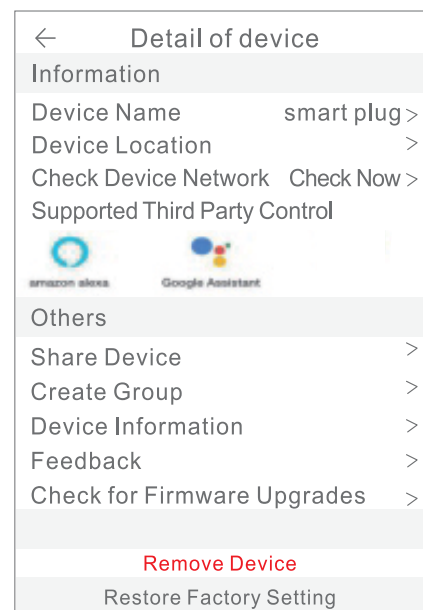 ← Detail of device
Information
Device Name smart plug >
Device Location >
Check Device Network Check Now >
Supported Third Party Control
amazon alexa Google Assistant
Others
Share Device >
Create Group >
Device Information >
Feedback >
Check for Firmware Upgrades >
Remove Device
Restore Factory Setting